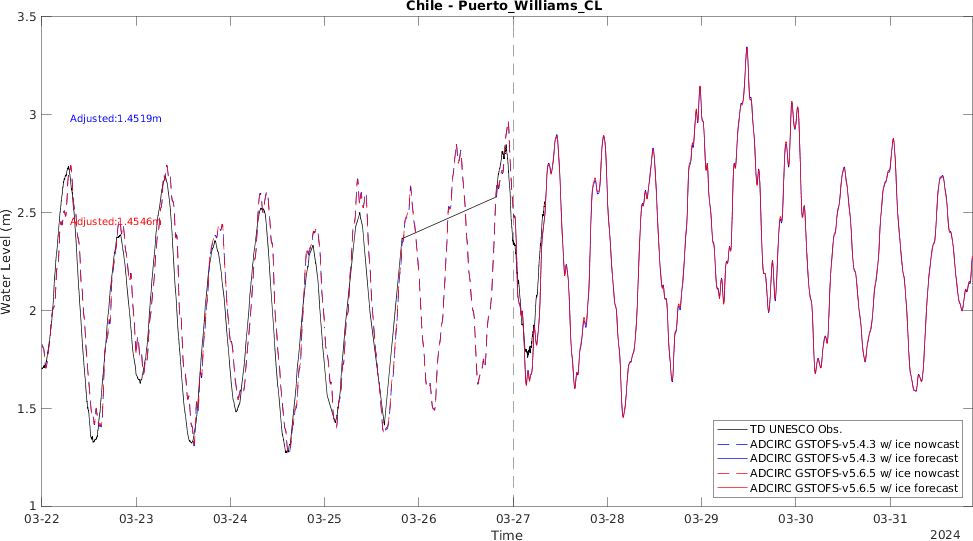 Chile - Puerto_Williams_CL
3.5
3
2.5
2
1.5
1
Water Level (m)
Adjusted:1.4519m
Adjusted:1.4546m
TD UNESCO Obs.
ADCIRC GSTOFS-v5.4.3 w/ ice nowcast
ADCIRC GSTOFS-v5.4.3 w/ ice forecast
ADCIRC GSTOFS-v5.6.5 w/ ice nowcast
ADCIRC GSTOFS-v5.6.5 w/ ice forecast
03-22 03-23 03-24 03-25 03-26 03-27 03-28 03-29 03-30 03-31
Time
2024